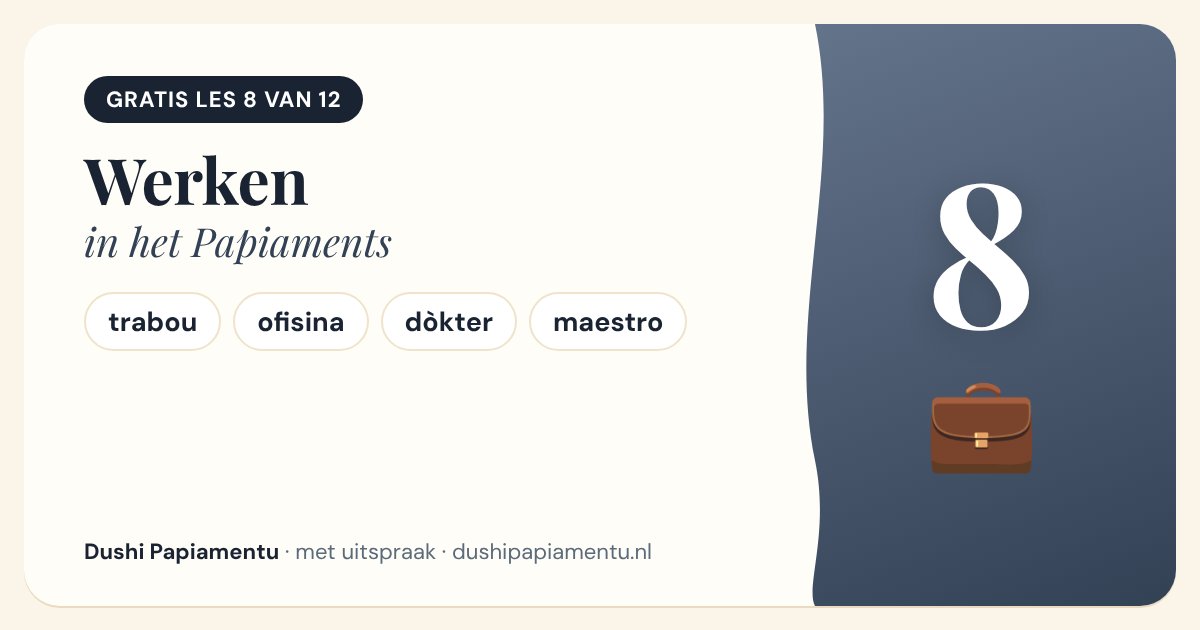 GRATIS LES 8 VAN 12
Werken
in het Papiaments
trabou ofisina dòkter maestro
8
Dushi Papiamentu · met uitspraak · dushipapiamentu.nl